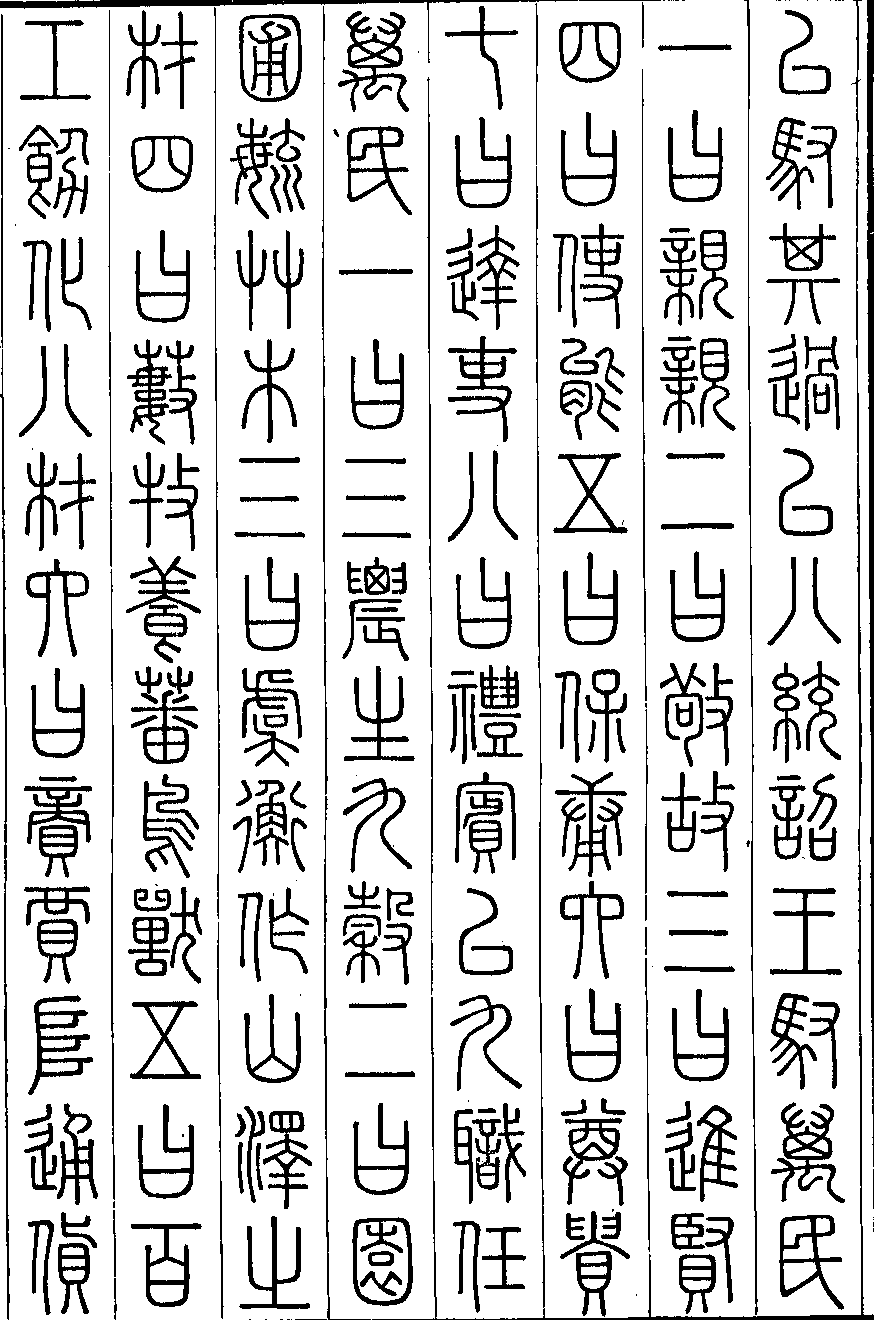 以馭其過以八統詔王馭萬民
一曰親親二曰敬故三曰進賢
四曰使能五曰保庸六曰尊貴
七曰達吏八曰禮賓以九職任
萬民一曰三農生九穀二曰園
圃毓艸木三曰虞衡作山澤之
材四曰藪牧養蕃鳥獸五曰百
工飭化八材六曰商賈阜通貨